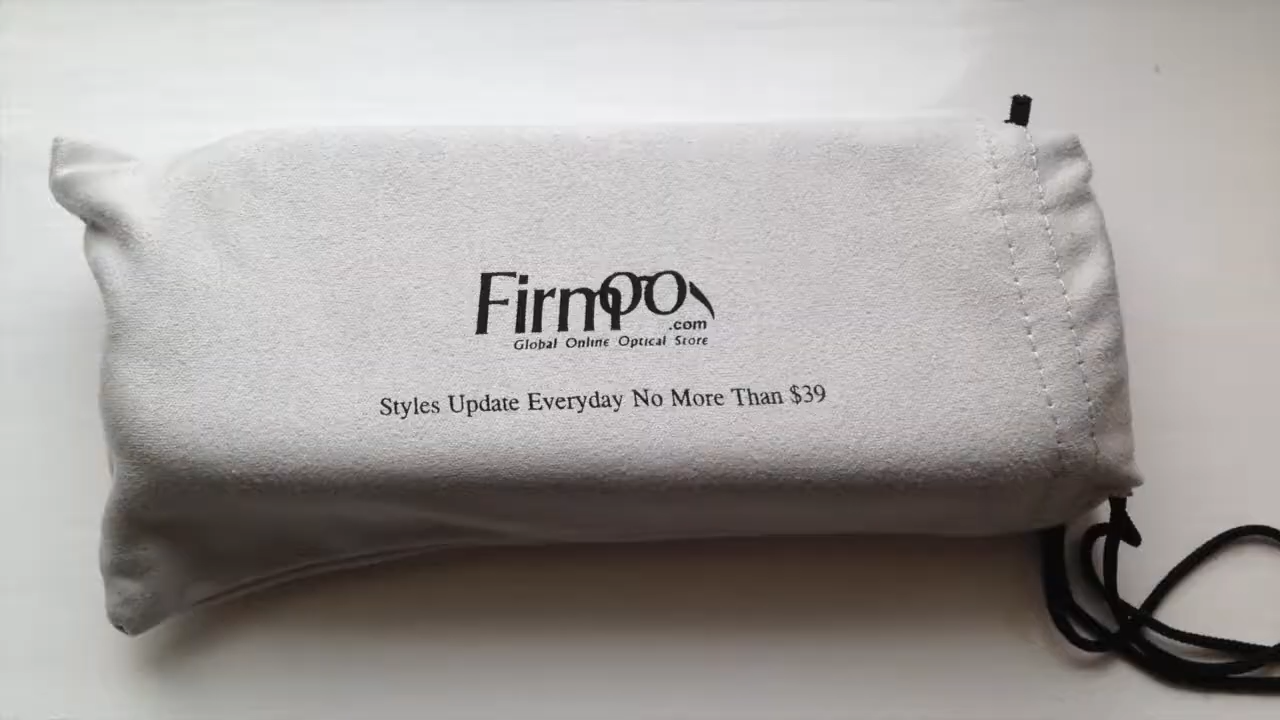 Firmoo
.com
Global Online Optical Store
Styles Update Everyday No More Than $39